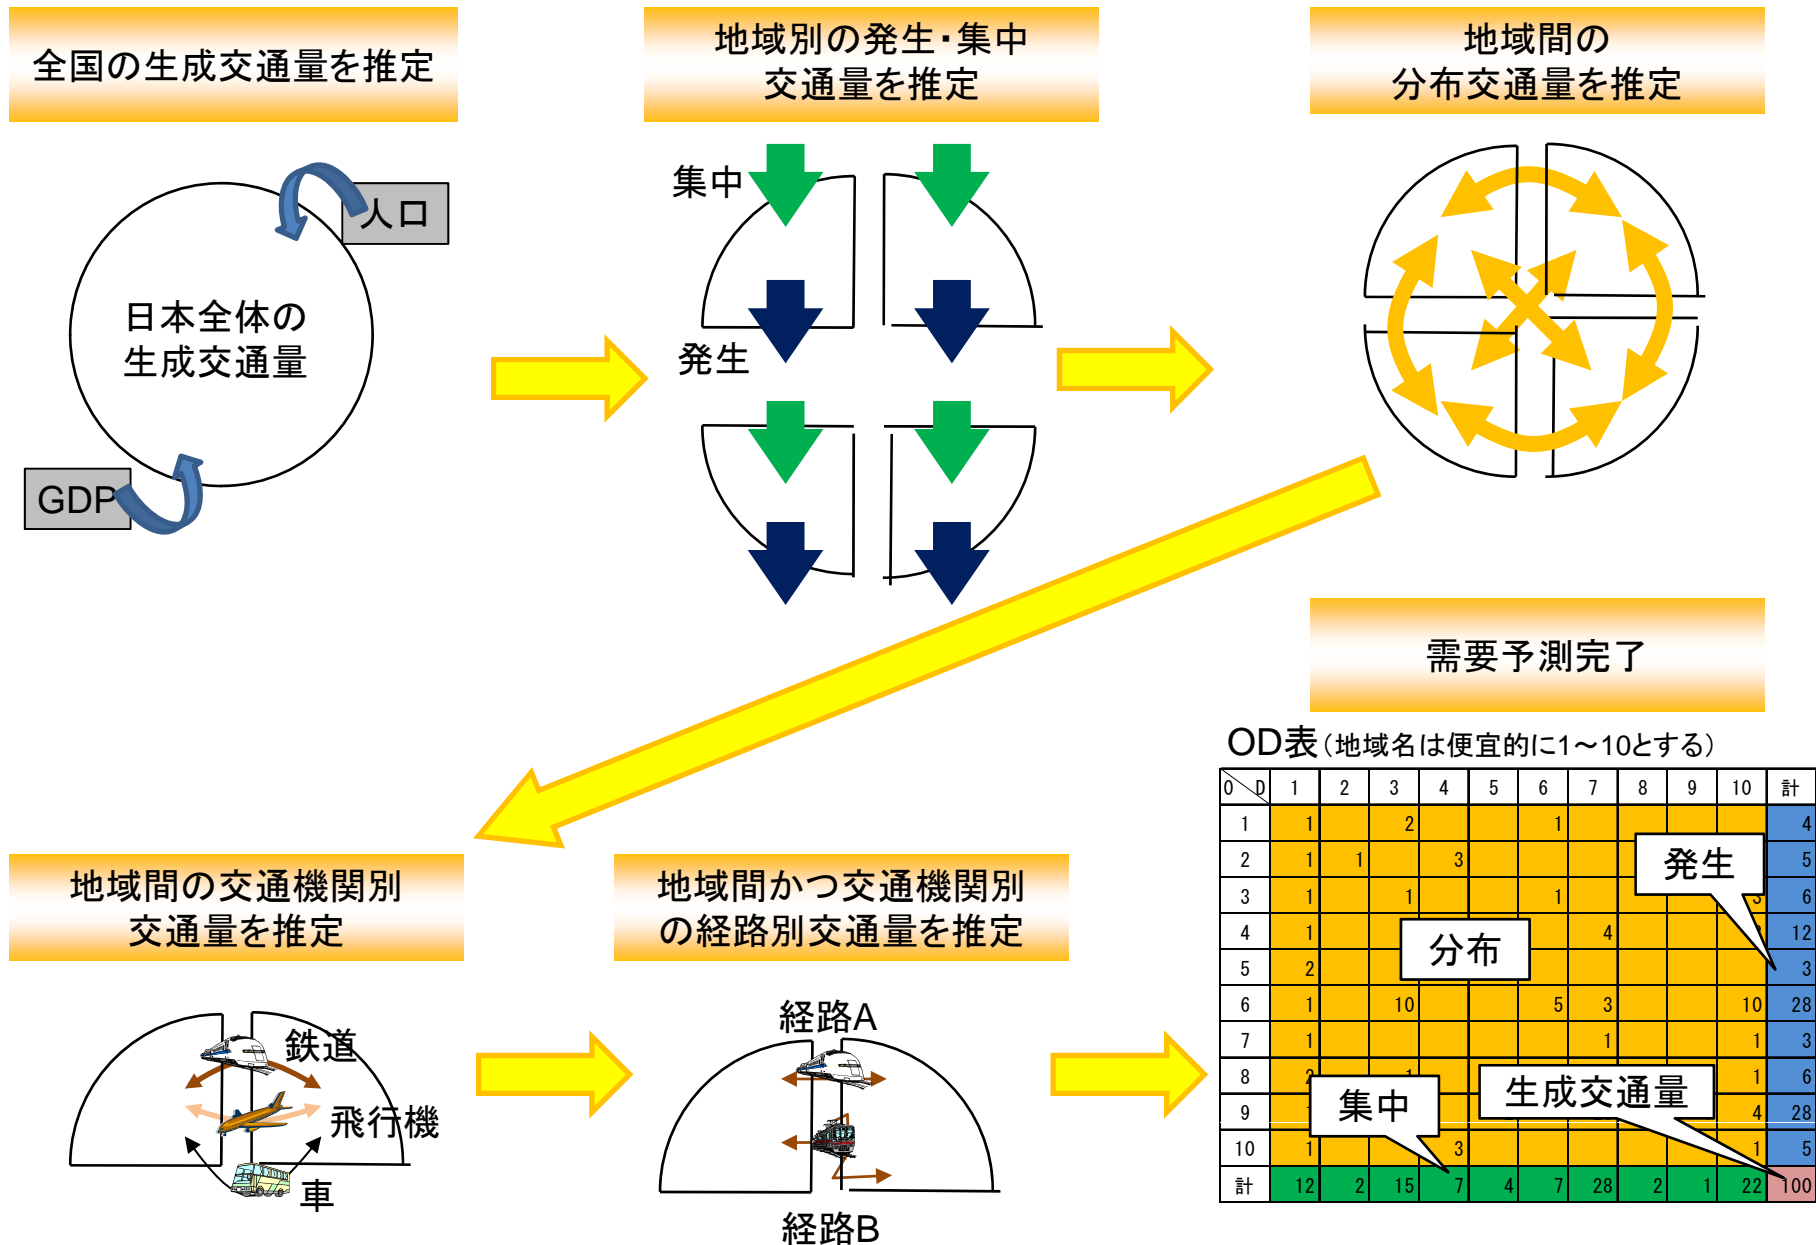 全国の生成交通量を推定
地域別の発生・集中
交通量を推定
地域間の
分布交通量を推定
人口
日本全体の
生成交通量
GDP
集中
発生
地域間の交通機関別
交通量を推定
鉄道
飛行機
車
地域間かつ交通機関別
の経路別交通量を推定
経路A
経路B
需要予測完了
OD表(地域名は便宜的に1～10とする)
O D 1 2 3 4 5 6 7 8 9 10 計
1 1 2 1 4
2 1 1 3 5
発生
3 1 1 1 3 6
4 1 4 12
分布
5 2 3
6 1 10 5 3 10 28
7 1 1 1 3
8 2 1 1 6
集中
生成交通量
9 4 28
10 1 3 1 5
計 12 2 15 7 4 7 28 2 1 22 100